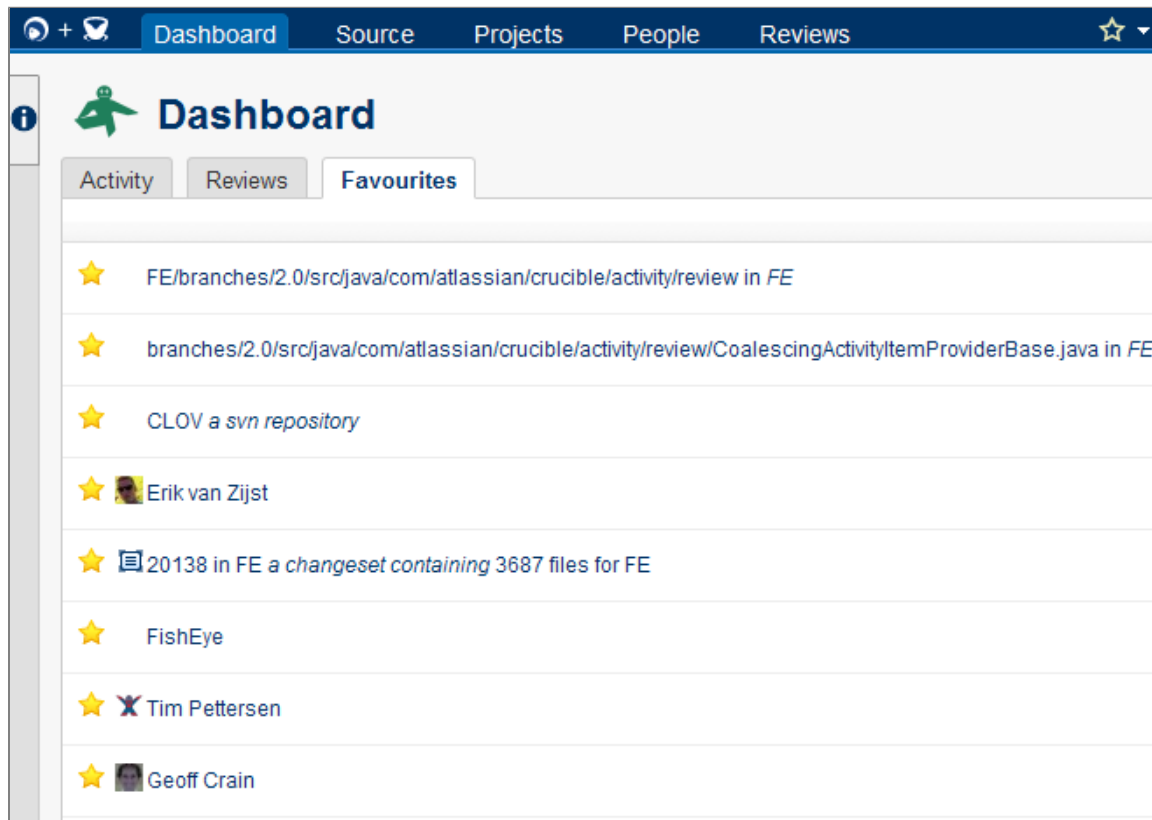 + Dashboard Source Projects People Reviews
Dashboard
Activity Reviews Favourites
FE/branches/2.0/src/java/com/atlassian/crucible/activity/review in FE
branches/2.0/src/java/com/atlassian/crucible/activity/review/CoalescingActivityItemProviderBase.java in FE
CLOV a svn repository
Erik van Zijst
20138 in FE a changeset containing 3687 files for FE
FishEye
Tim Pettersen
Geoff Crain